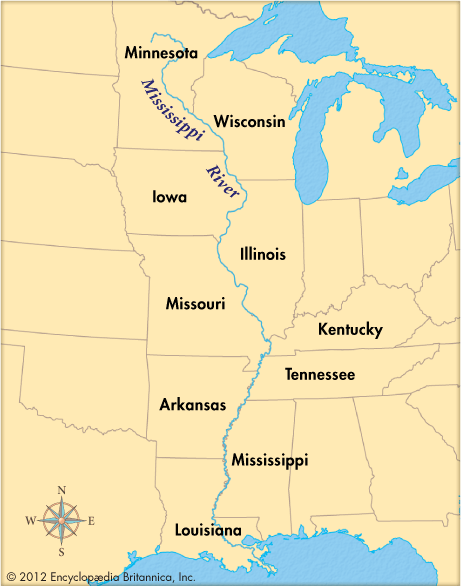 Minnesota
Mississippi
River
Wisconsin
Iowa
Illinois
Missouri
Kentucky
Tennessee
Arkansas
Mississippi
Louisiana
N
W E
S
© 2012 Encyclopædia Britannica, Inc.